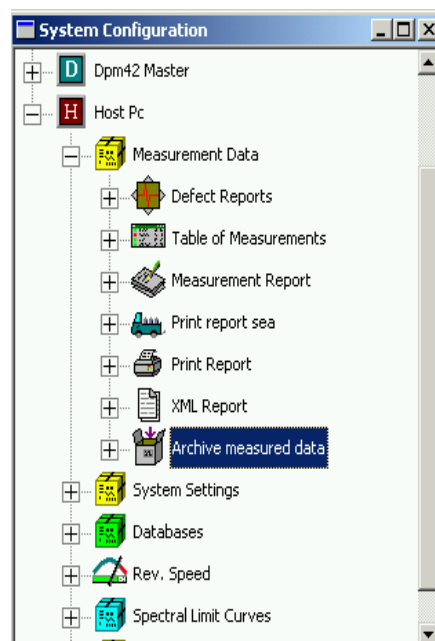 System Configuration
D Dpm42 Master
H Host Pc
Measurement Data
Defect Reports
Table of Measurements
Measurement Report
Print report sea
Print Report
XML Report
Archive measured data
System Settings
Databases
Rev. Speed
Spectral Limit Curves